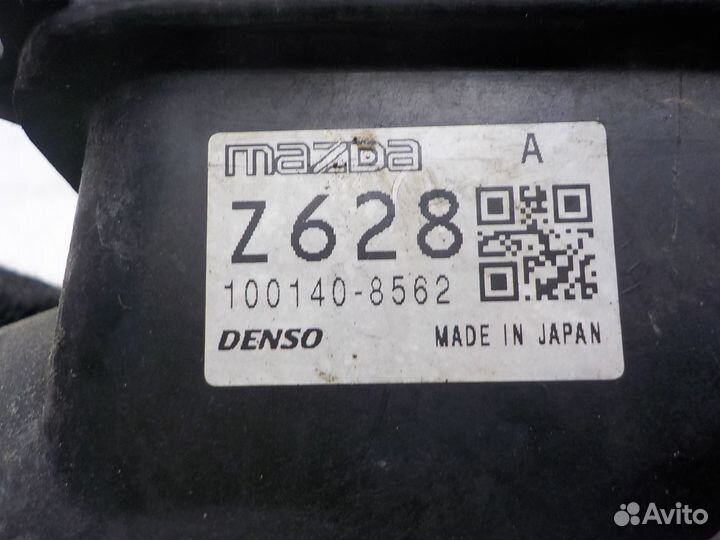 mazda A
Z628
100140-8562
DENSO MADE IN JAPAN
Avito